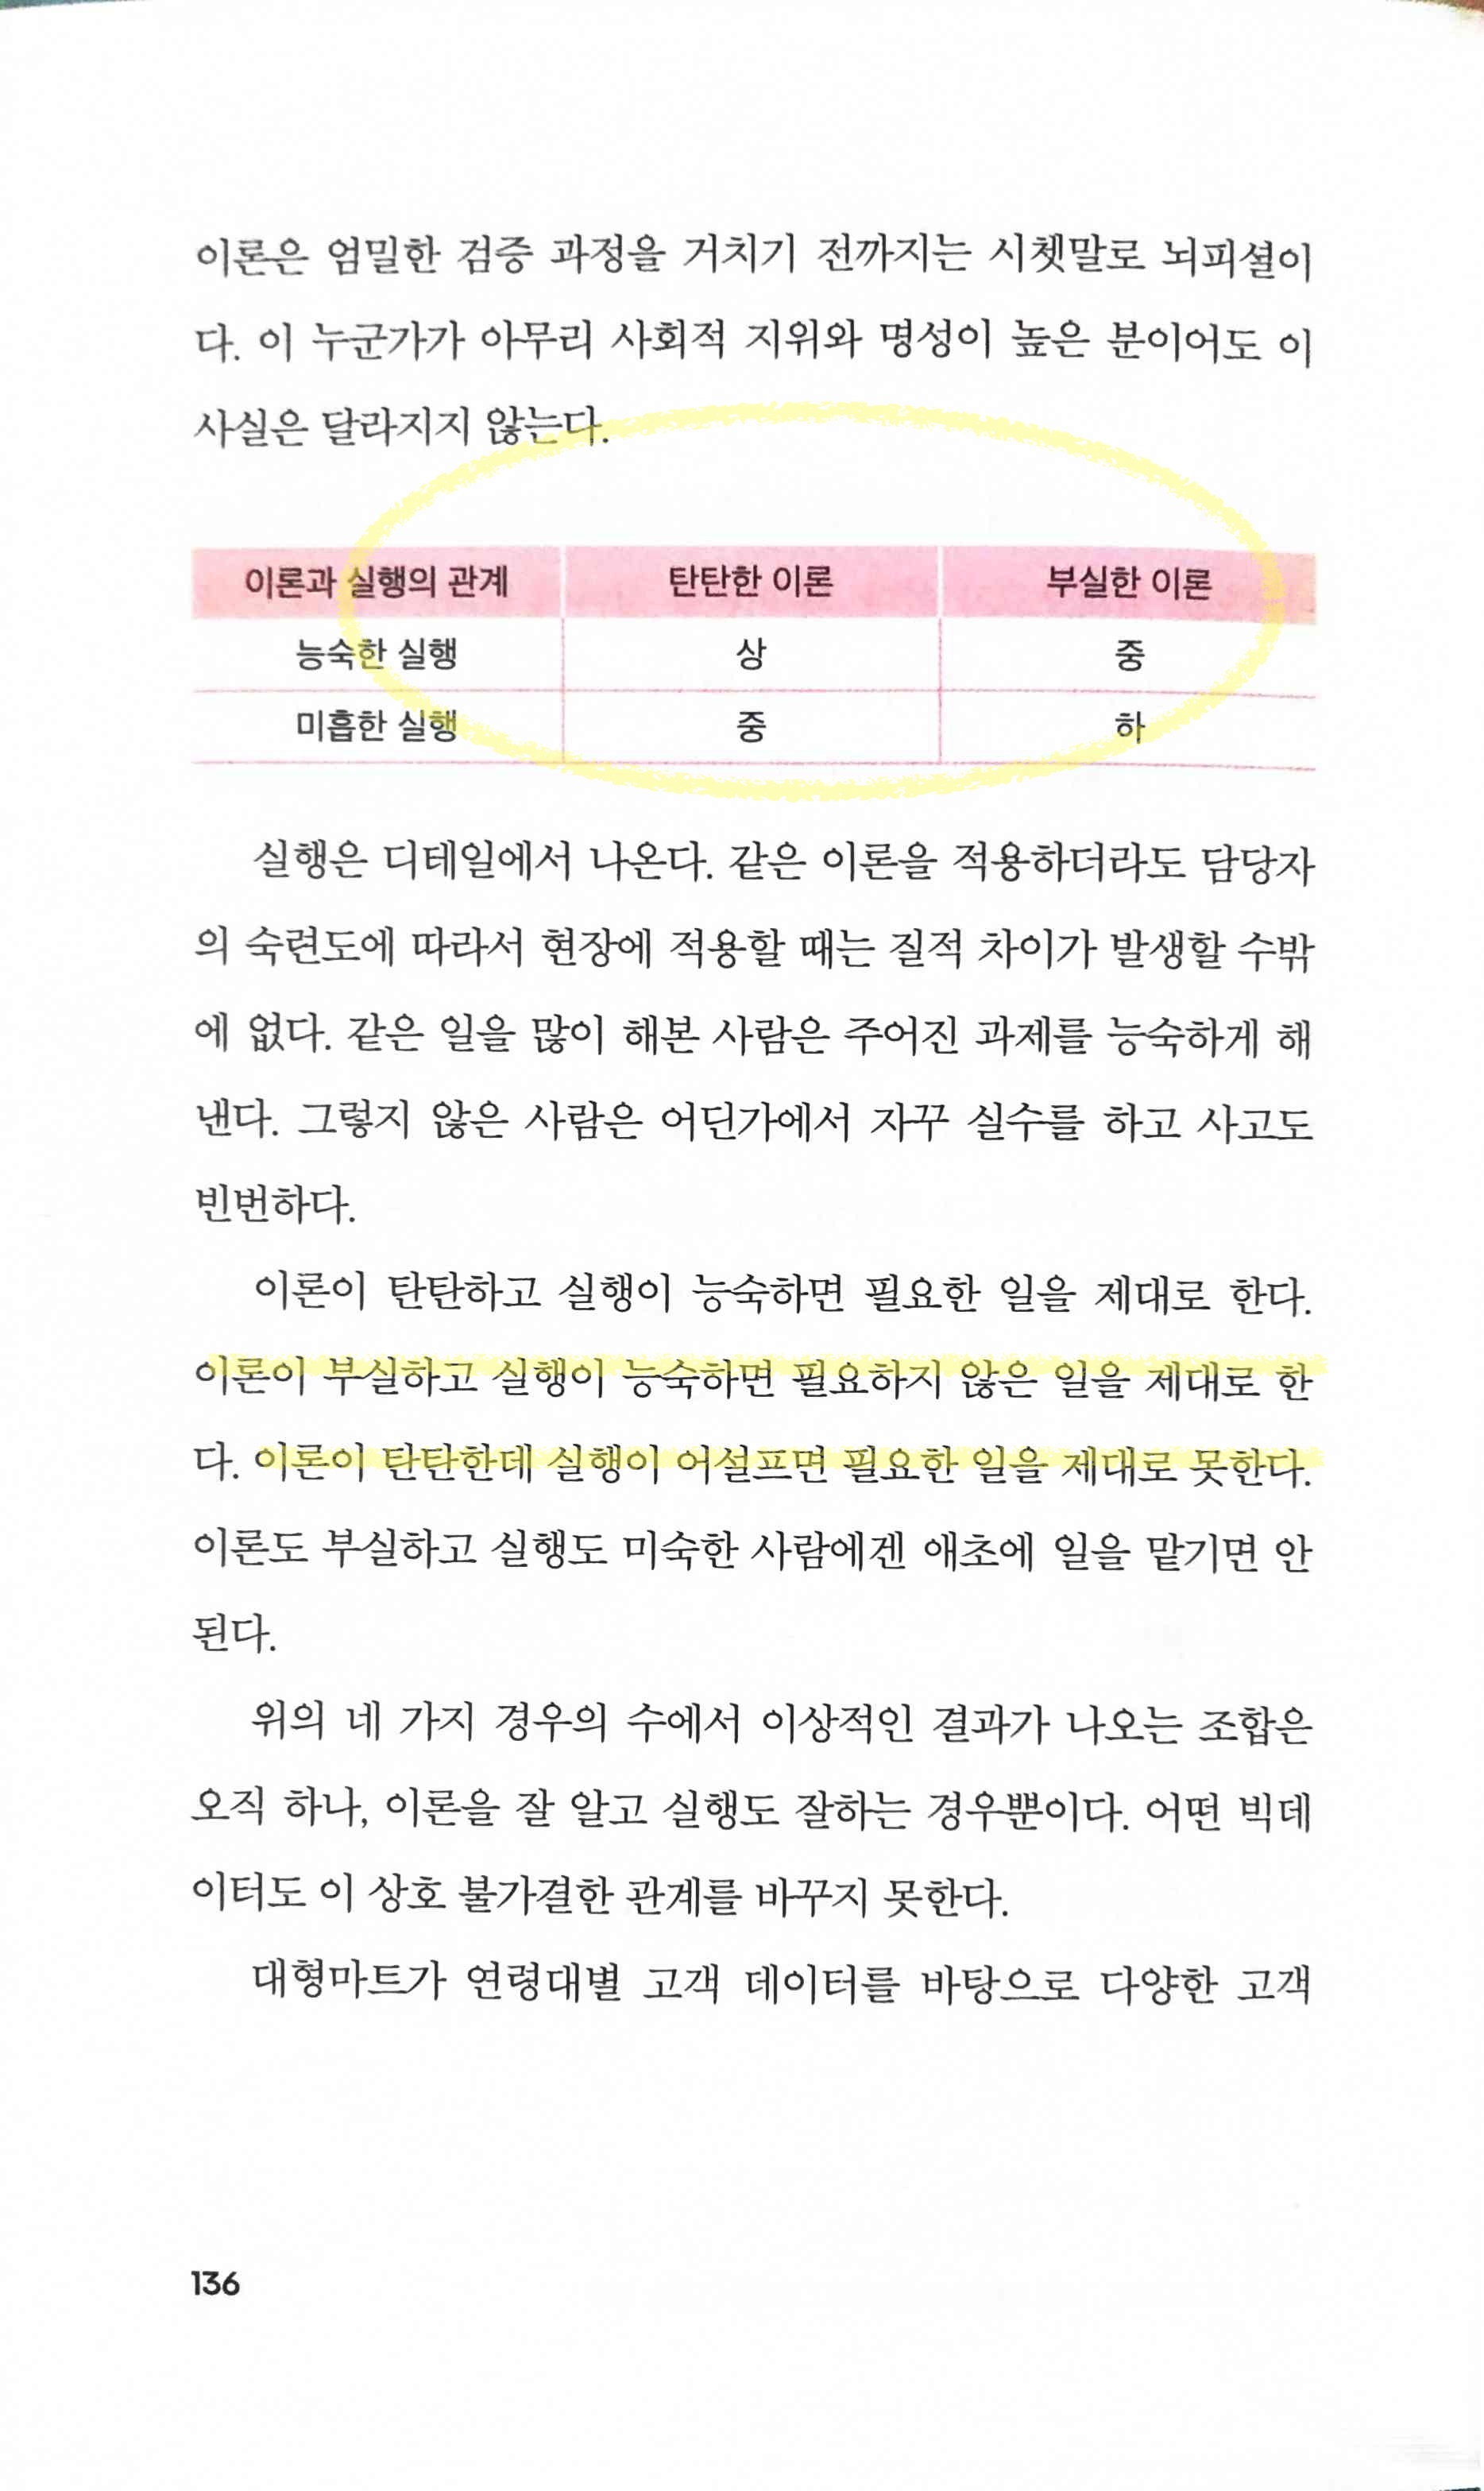 이론은 엄밀한 검증 과정을 거치기 전까지는 시쳇말로 뇌피셜이
다. 이 누군가가 아무리 사회적 지위와 명성이 높은 분이어도 이
사실은 달라지지 않는다.
이론과 실행의 관계 탄탄한 이론 부실한 이론
능숙한 실행 상 중
미흡한 실행 중 하
실행은 디테일에서 나온다. 같은 이론을 적용하더라도 담당자
의 숙련도에 따라서 현장에 적용할 때는 질적 차이가 발생할 수밖
에 없다. 같은 일을 많이 해본 사람은 주어진 과제를 능숙하게 해
낸다. 그렇지 않은 사람은 어딘가에서 자꾸 실수를 하고 사고도
빈번하다.
이론이 탄탄하고 실행이 능숙하면 필요한 일을 제대로 한다.
이론이 부실하고 실행이 능숙하면 필요하지 않은 일을 제대로 한
다. 이론이 탄탄한데 실행이 어설프면 필요한 일을 제대로 못한다.
이론도 부실하고 실행도 미숙한 사람에겐 애초에 일을 맡기면 안
된다.
위의 네 가지 경우의 수에서 이상적인 결과가 나오는 조합은
오직 하나, 이론을 잘 알고 실행도 잘하는 경우뿐이다. 어떤 빅데
이터도 이 상호 불가결한 관계를 바꾸지 못한다.
대형마트가 연령대별 고객 데이터를 바탕으로 다양한 고객
136